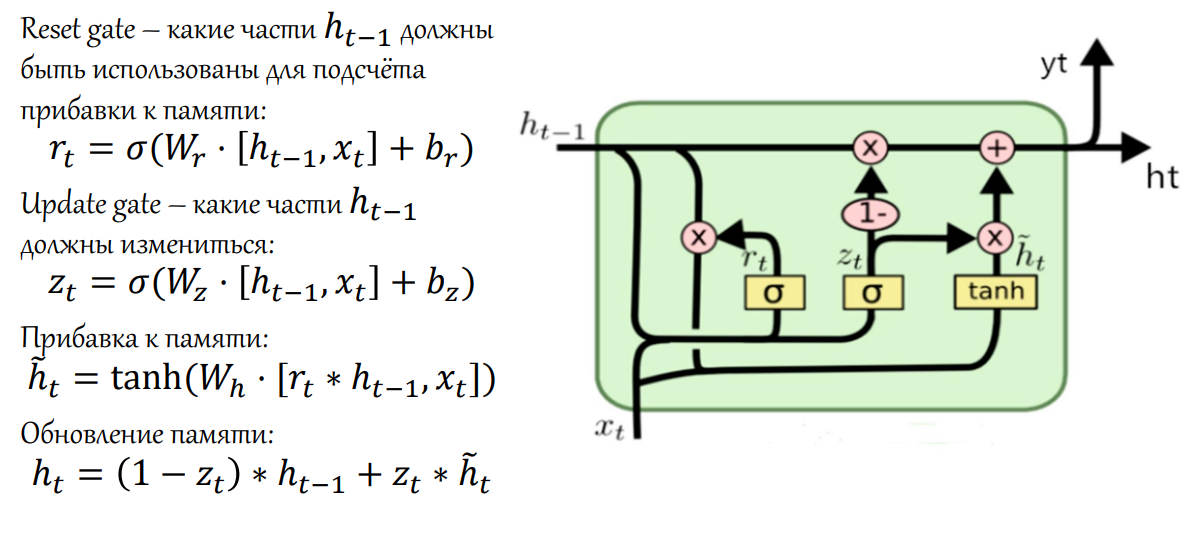 Reset gate – какие части h_{t−1} должны
быть использованы для подсчёта
прибавки к памяти:
r_t = σ(W_r · [h_{t−1}, x_t] + b_r)
Update gate – какие части h_{t−1}
должны измениться:
z_t = σ(W_z · [h_{t−1}, x_t] + b_z)
Прибавка к памяти:
h̃_t = tanh(W_h · [r_t ∗ h_{t−1}, x_t])
Обновление памяти:
h_t = (1 − z_t) ∗ h_{t−1} + z_t ∗ h̃_t
yt
h_{t−1}
x
+
ht
1-
x
r_t
z_t
x
h̃_t
σ
σ
tanh
x_t